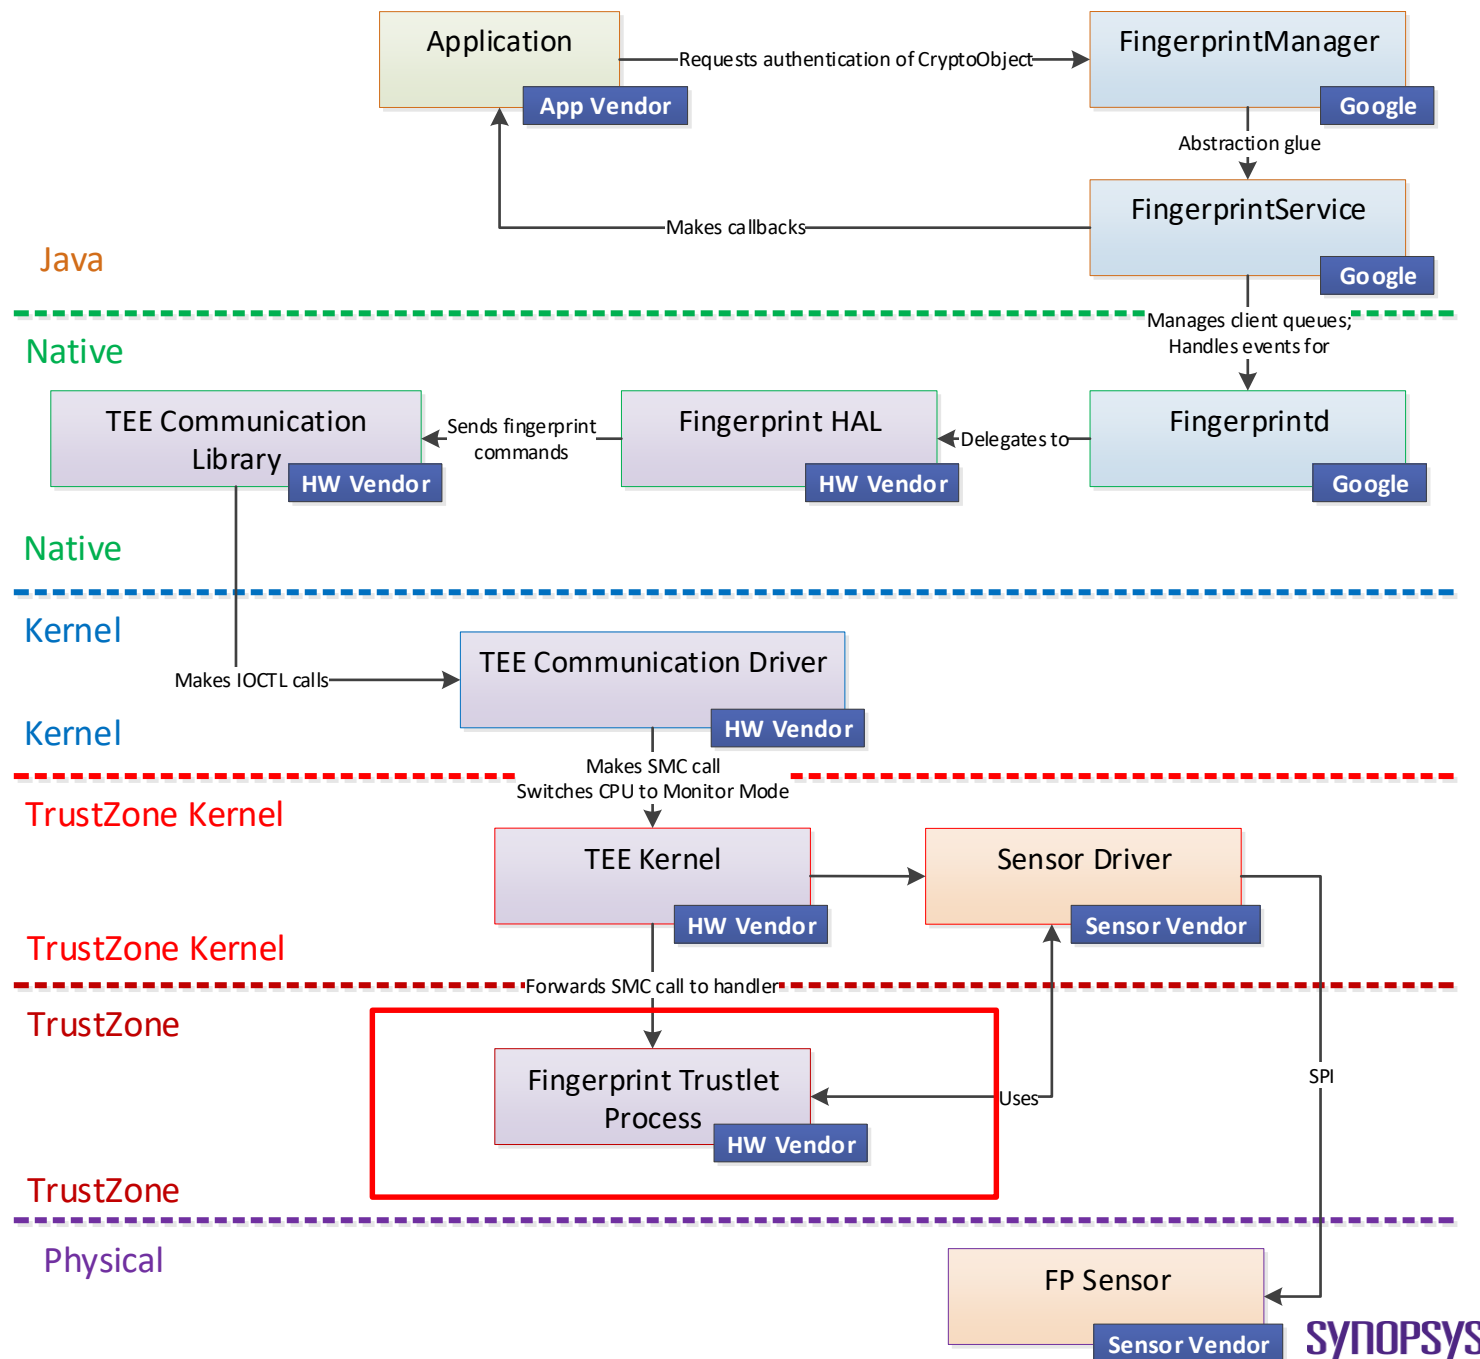 Application
App Vendor
Requests authentication of CryptoObject
FingerprintManager
Google
Abstraction glue
FingerprintService
Google
Makes callbacks
Java
Manages client queues;
Handles events for
Native
TEE Communication
Library
HW Vendor
Sends fingerprint
commands
Fingerprint HAL
HW Vendor
Delegates to
Fingerprintd
Google
Native
Kernel
TEE Communication Driver
HW Vendor
Makes IOCTL calls
Kernel
Makes SMC call
Switches CPU to Monitor Mode
TrustZone Kernel
TEE Kernel
HW Vendor
Sensor Driver
Sensor Vendor
TrustZone Kernel
Forwards SMC call to handler
TrustZone
Fingerprint Trustlet
Process
HW Vendor
Uses
SPI
TrustZone
Physical
FP Sensor
Sensor Vendor
SYNOPSYS